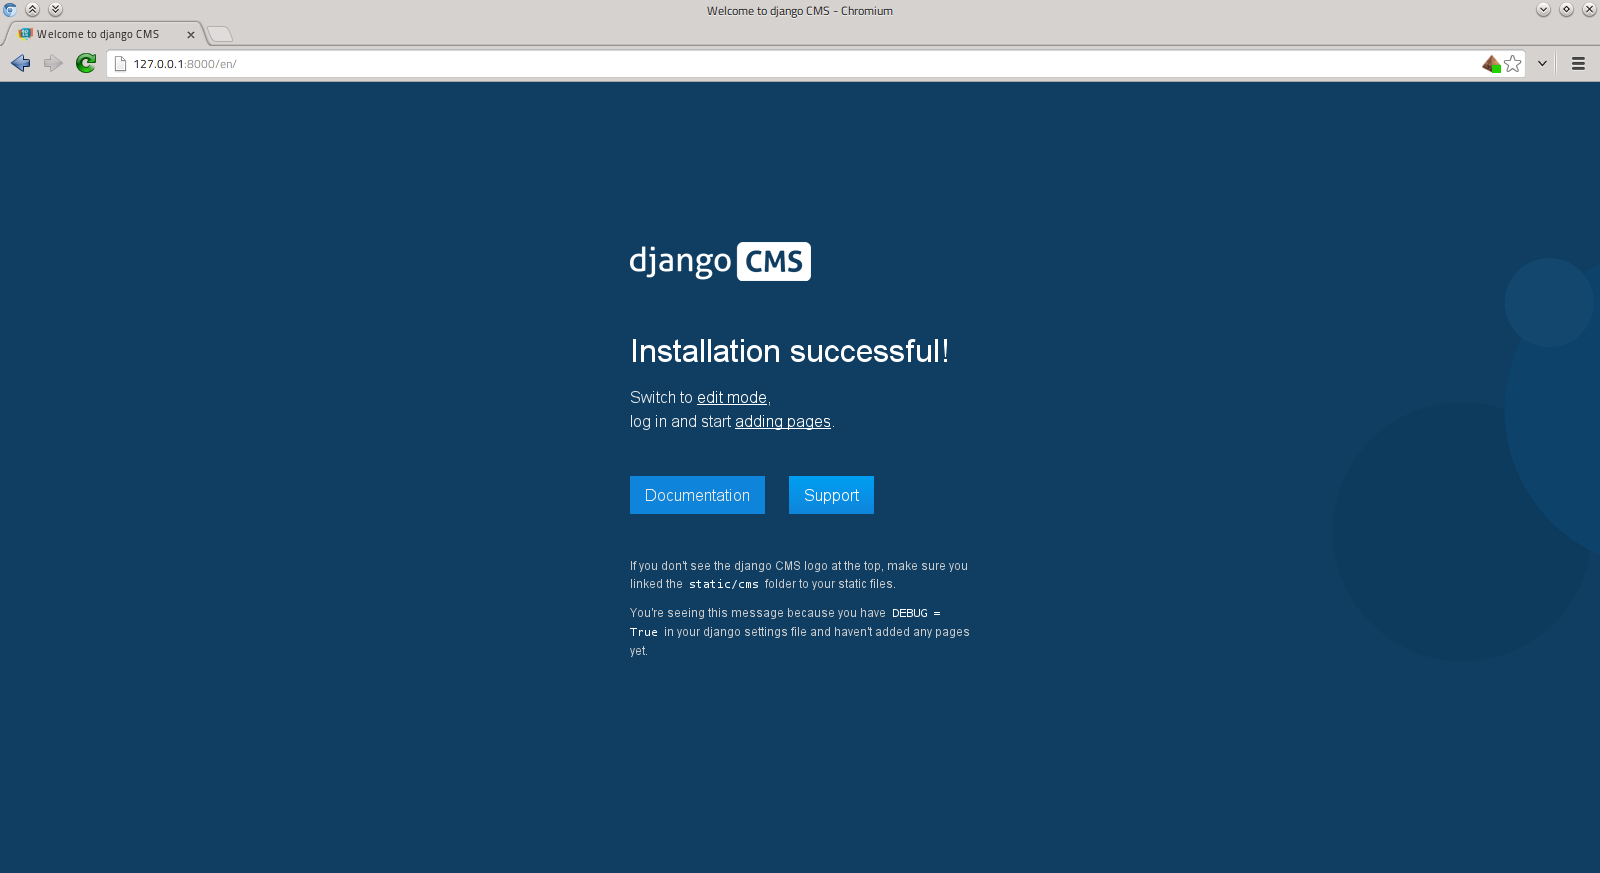 Welcome to django CMS - Chromium
Welcome to django CMS
127.0.0.1:8000/en/
django CMS
Installation successful!
Switch to edit mode,
log in and start adding pages.
Documentation
Support
If you don't see the django CMS logo at the top, make sure you
linked the static/cms folder to your static files.
You're seeing this message because you have DEBUG =
True in your django settings file and haven't added any pages
yet.